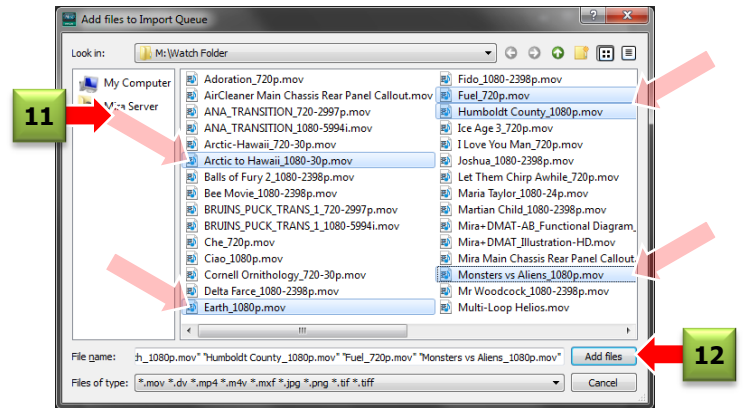 Add files to Import Queue
Look in: M:\Watch Folder
My Computer
Mira Server
11
Adoration_720p.mov
AirCleaner Main Chassis Rear Panel Callout.mov
ANA_TRANSITION_720-2997p.mov
ANA_TRANSITION_1080-5994i.mov
Arctic-Hawaii_720-30p.mov
Arctic to Hawaii_1080-30p.mov
Balls of Fury 2_1080-2398p.mov
Bee Movie_1080-2398p.mov
BRUINS_PUCK_TRANS_1_720-2997p.mov
BRUINS_PUCK_TRANS_1_1080-5994i.mov
Che_720p.mov
Ciao_1080p.mov
Cornell Ornithology_720-30p.mov
Delta Farce_1080-2398p.mov
Earth_1080p.mov
Fido_1080-2398p.mov
Fuel_720p.mov
Humboldt County_1080p.mov
Ice Age 3_720p.mov
I Love You Man_720p.mov
Joshua_1080-2398p.mov
Let Them Chirp Awhile_720p.mov
Maria Taylor_1080-24p.mov
Martian Child_1080-2398p.mov
Mira+DMAT-AB_Functional Diagram_
Mira+DMAT_Illustration-HD.mov
Mira Main Chassis Rear Panel Callout.
Monsters vs Aliens_1080p.mov
Mr Woodcock_1080-2398p.mov
Multi-Loop Helios.mov
File name: :h_1080p.mov" "Humboldt County_1080p.mov" "Fuel_720p.mov" "Monsters vs Aliens_1080p.mov" Add files
12
Files of type: *.mov *.dv *.mp4 *.m4v *.mxf *.jpg *.png *.tif *.tiff Cancel